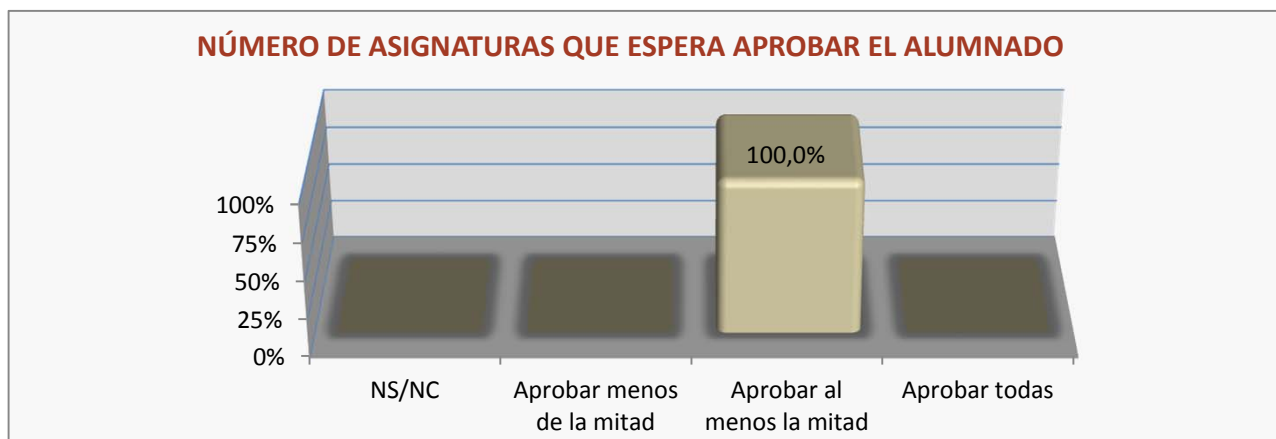 NÚMERO DE ASIGNATURAS QUE ESPERA APROBAR EL ALUMNADO
100,0%
100%
75%
50%
25%
0%
NS/NC
Aprobar menos
de la mitad
Aprobar al
menos la mitad
Aprobar todas